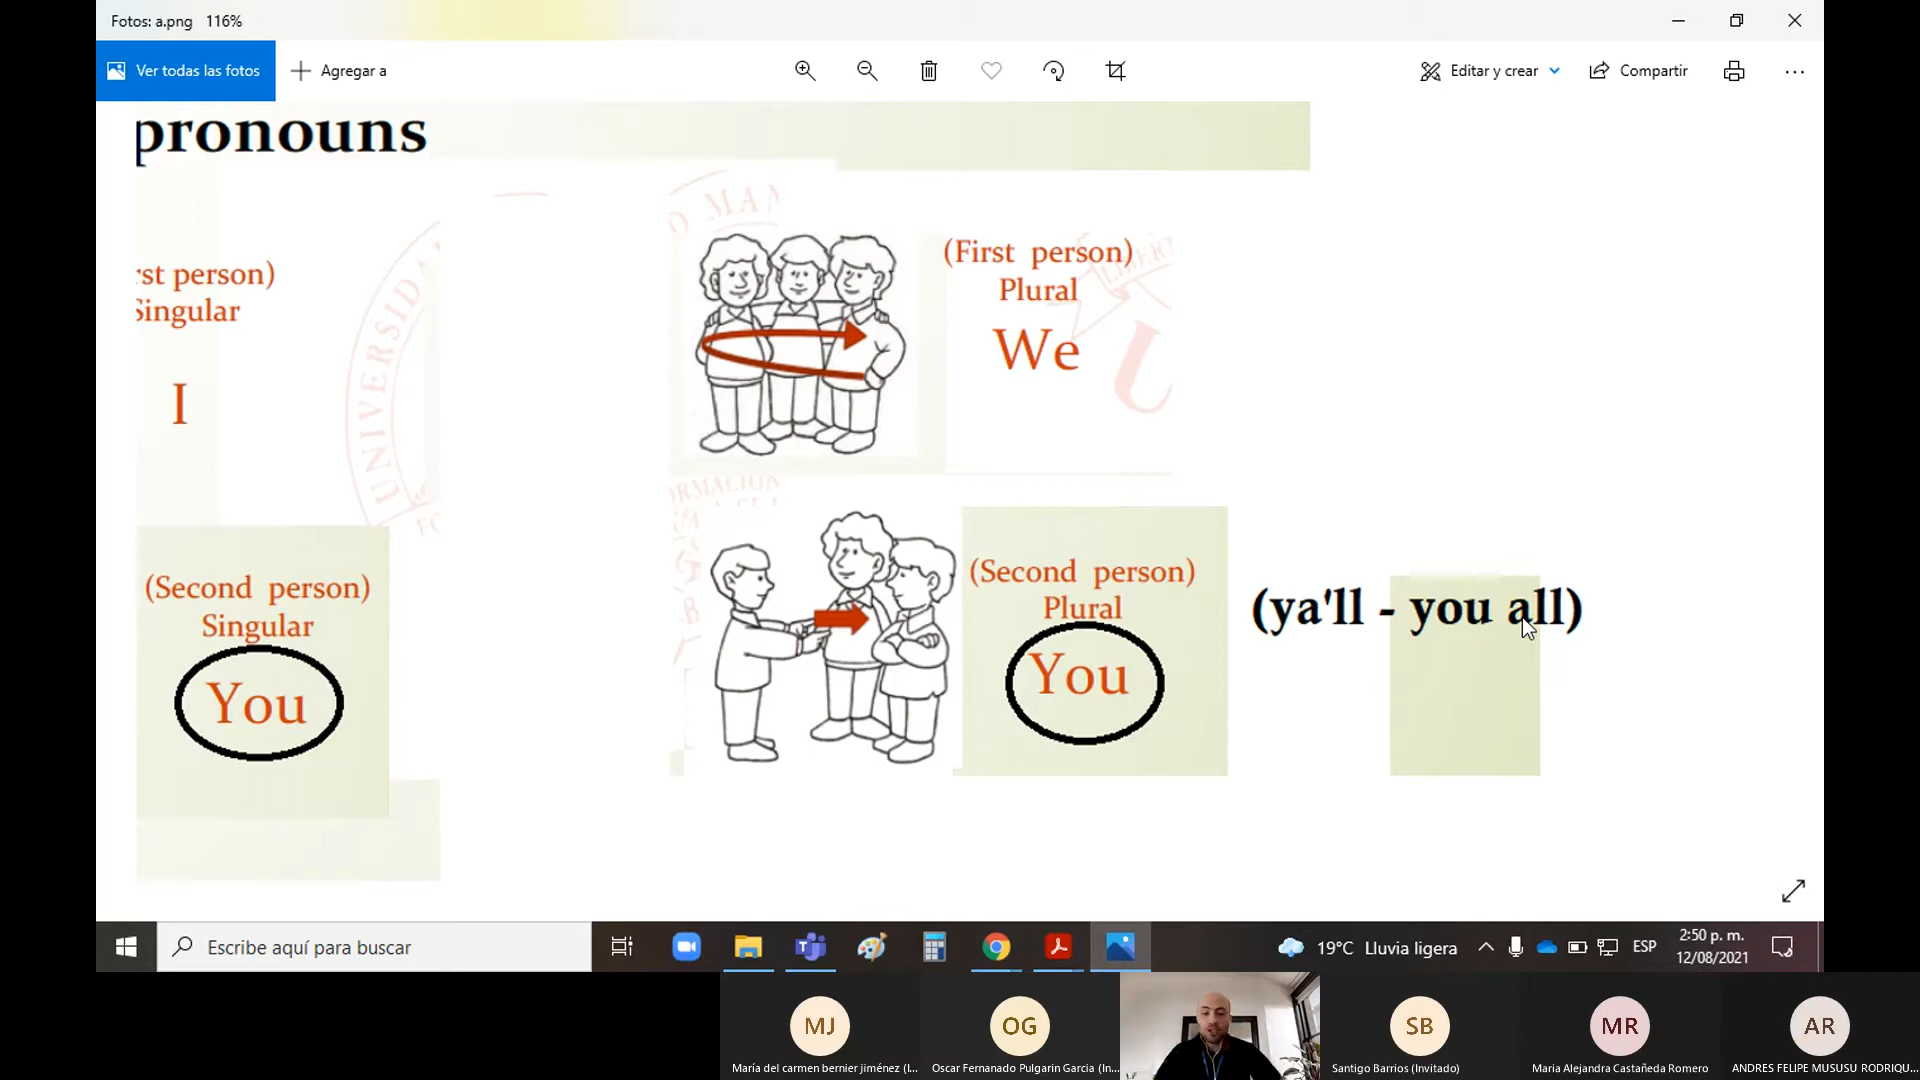 Fotos: a.png 116%
Ver todas las fotos
Agregar a
Editar y crear
Compartir
pronouns
rst person)
Singular
I
(First person)
Plural
We
(Second person)
Singular
You
(Second person)
Plural
You
(ya'll - you all)
Escribe aquí para buscar
19°C Lluvia ligera
ESP
2:50 p. m.
12/08/2021
MJ
OG
SB
MR
AR
María del carmen bernier jiménez (I...
Oscar Fernanado Pulgarin Garcia (In...
Santigo Barrios (Invitado)
Maria Alejandra Castañeda Romero
ANDRES FELIPE MUSUSU RODRIQU...